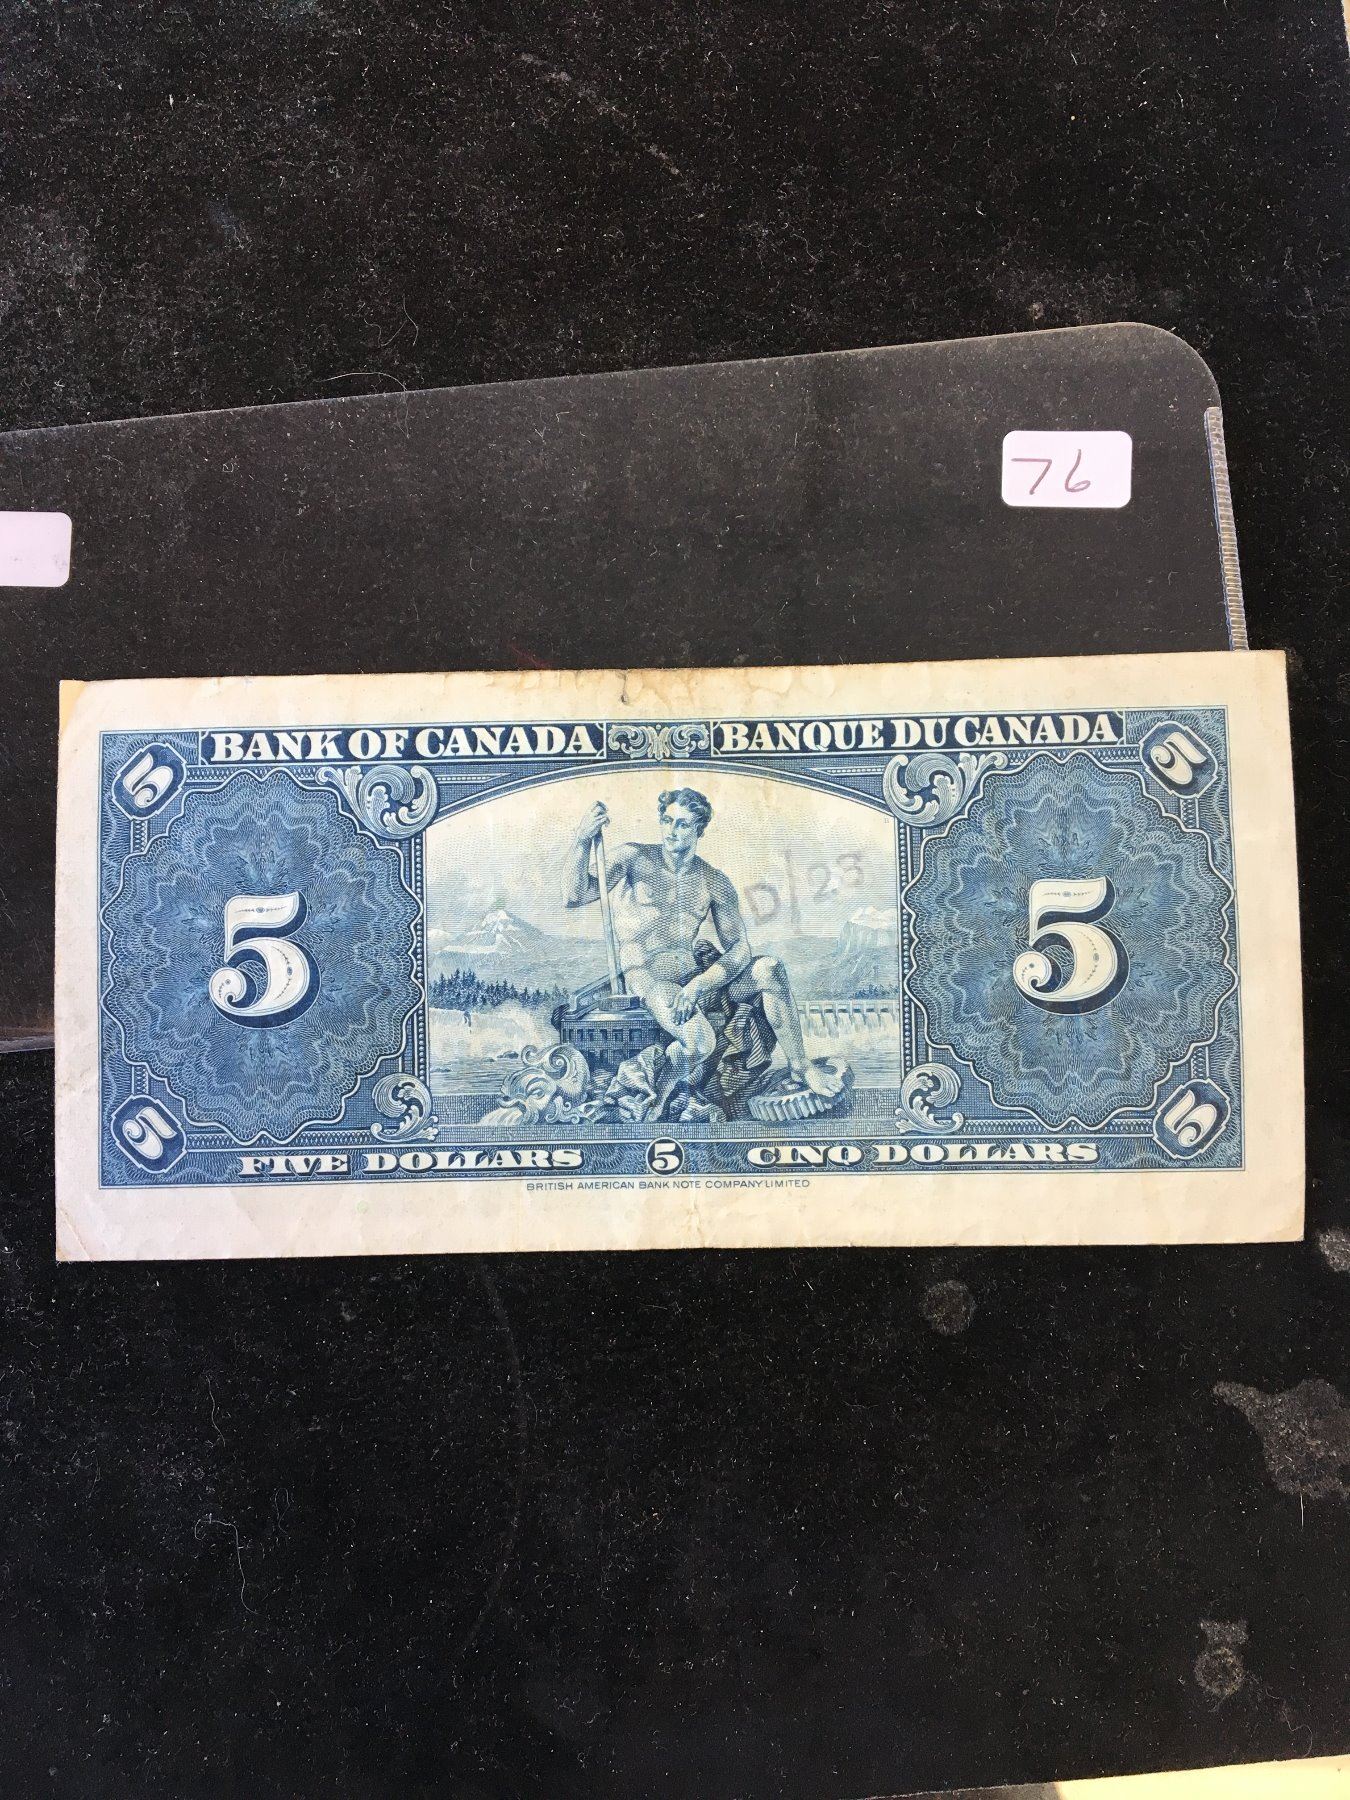 76
BANK OF CANADA BANQUE DU CANADA
5 5
D/23
5 5
5 5
FIVE DOLLARS 5 CINQ DOLLARS
BRITISH AMERICAN BANK NOTE COMPANY LIMITED